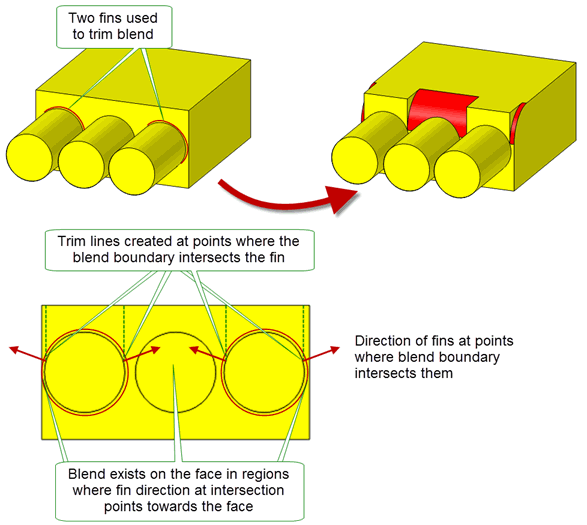 Two fins used
to trim blend
Trim lines created at points where the
blend boundary intersects the fin
Direction of fins at points
where blend boundary
intersects them
Blend exists on the face in regions
where fin direction at intersection
points towards the face